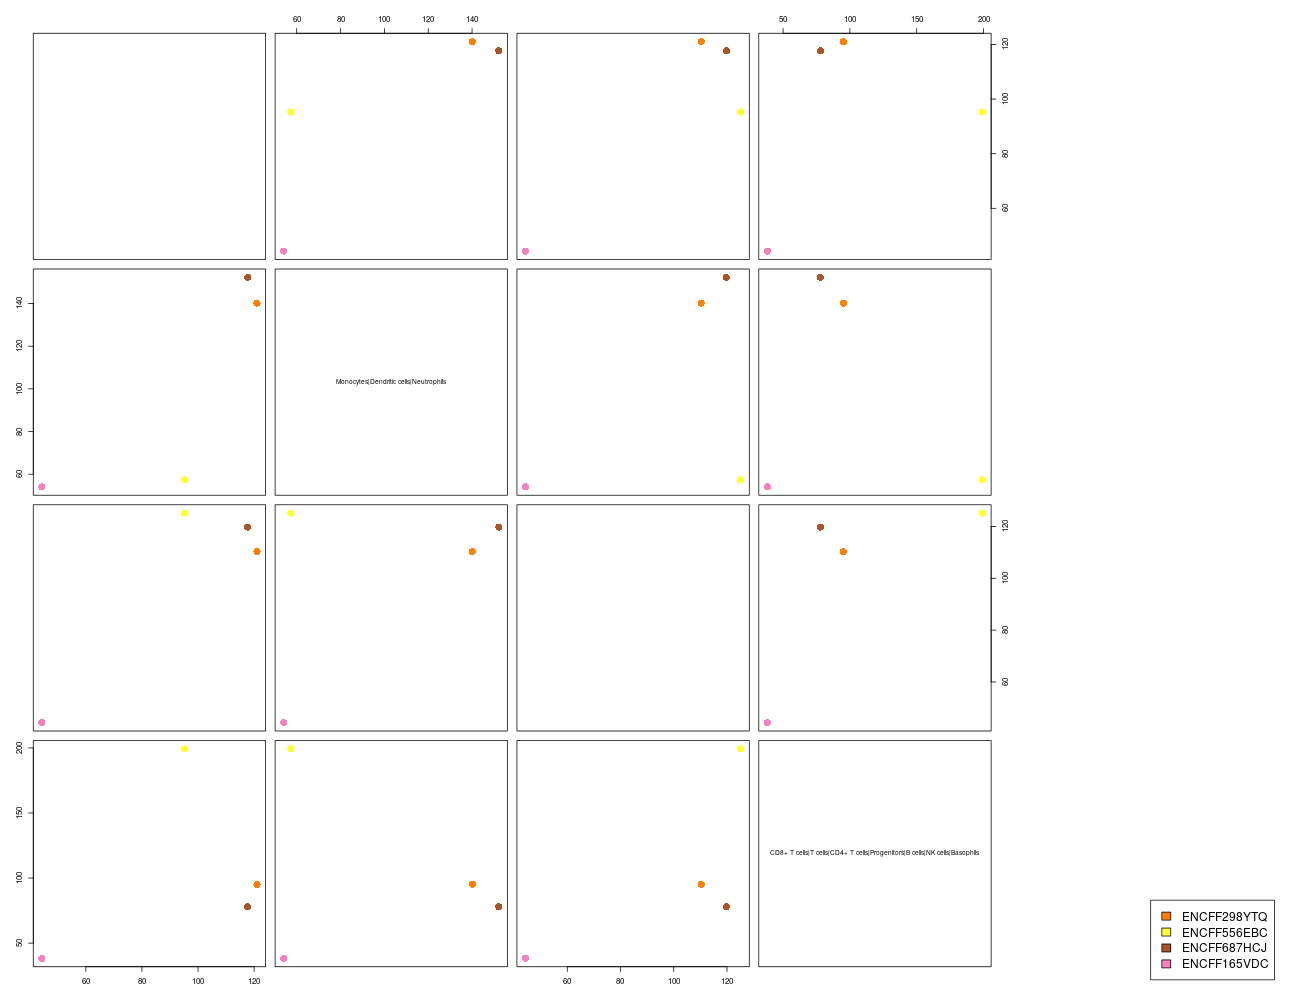 60 80 100 120 140
50 100 150 200
60 80 100 120
Monocytes|Dendritic cells|Neutrophils
60 80 100 120 140
60 80 100 120
CD8+ T cells|T cells|CD4+ T cells|Progenitors|B cells|NK cells|Basophils
50 100 150 200
60 80 100 120
60 80 100 120
ENCFF298YTQ
ENCFF556EBC
ENCFF687HCJ
ENCFF165VDC